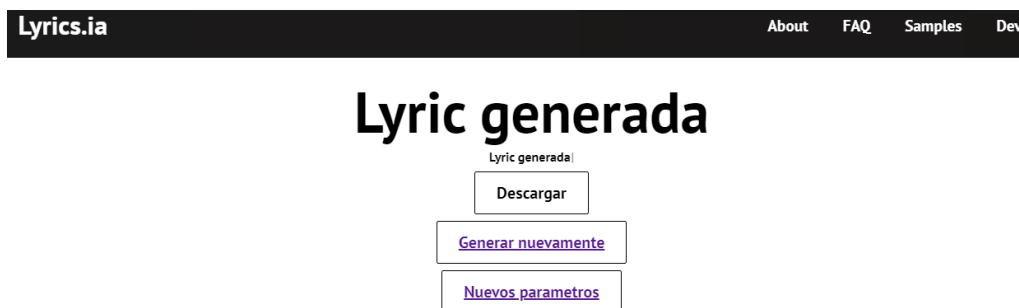 Lyrics.ia About FAQ Samples
Lyric generada
Lyric generada
Descargar
Generar nuevamente
Nuevos parametros